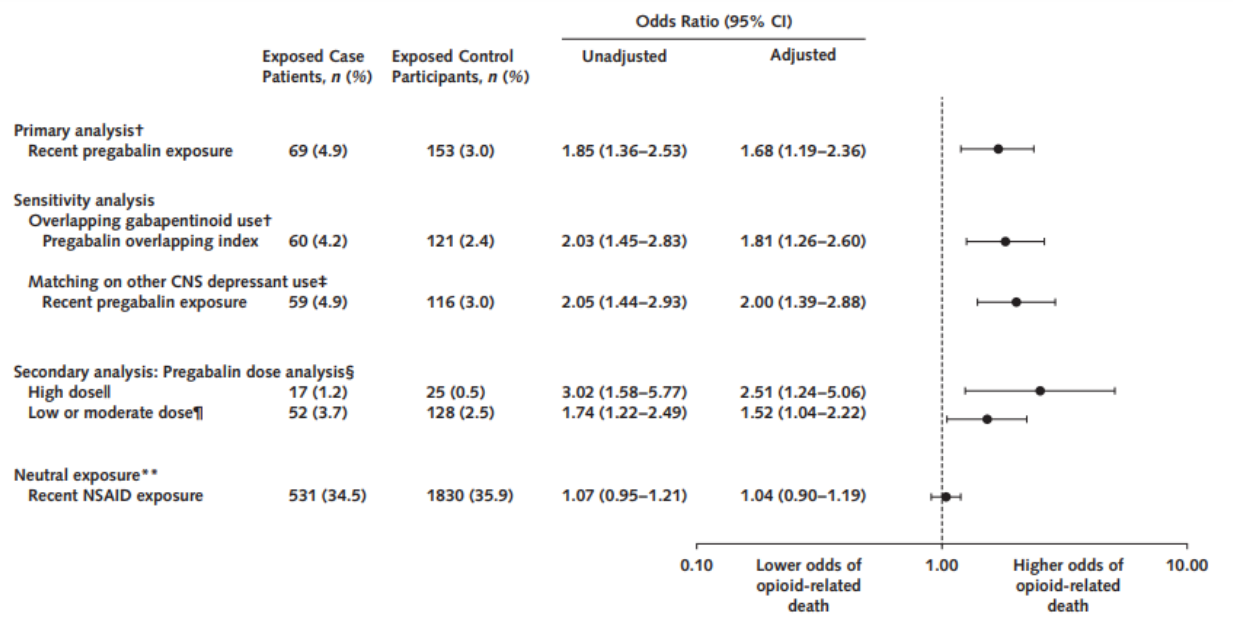 Odds Ratio (95% CI)
Exposed Case Patients, n (%) Exposed Control Participants, n (%) Unadjusted Adjusted
Primary analysis†
Recent pregabalin exposure 69 (4.9) 153 (3.0) 1.85 (1.36–2.53) 1.68 (1.19–2.36)
Sensitivity analysis
Overlapping gabapentinoid use†
Pregabalin overlapping index 60 (4.2) 121 (2.4) 2.03 (1.45–2.83) 1.81 (1.26–2.60)
Matching on other CNS depressant use‡
Recent pregabalin exposure 59 (4.9) 116 (3.0) 2.05 (1.44–2.93) 2.00 (1.39–2.88)
Secondary analysis: Pregabalin dose analysis§
High dose‖ 17 (1.2) 25 (0.5) 3.02 (1.58–5.77) 2.51 (1.24–5.06)
Low or moderate dose¶ 52 (3.7) 128 (2.5) 1.74 (1.22–2.49) 1.52 (1.04–2.22)
Neutral exposure**
Recent NSAID exposure 531 (34.5) 1830 (35.9) 1.07 (0.95–1.21) 1.04 (0.90–1.19)
0.10 Lower odds of opioid-related death 1.00 Higher odds of opioid-related death 10.00